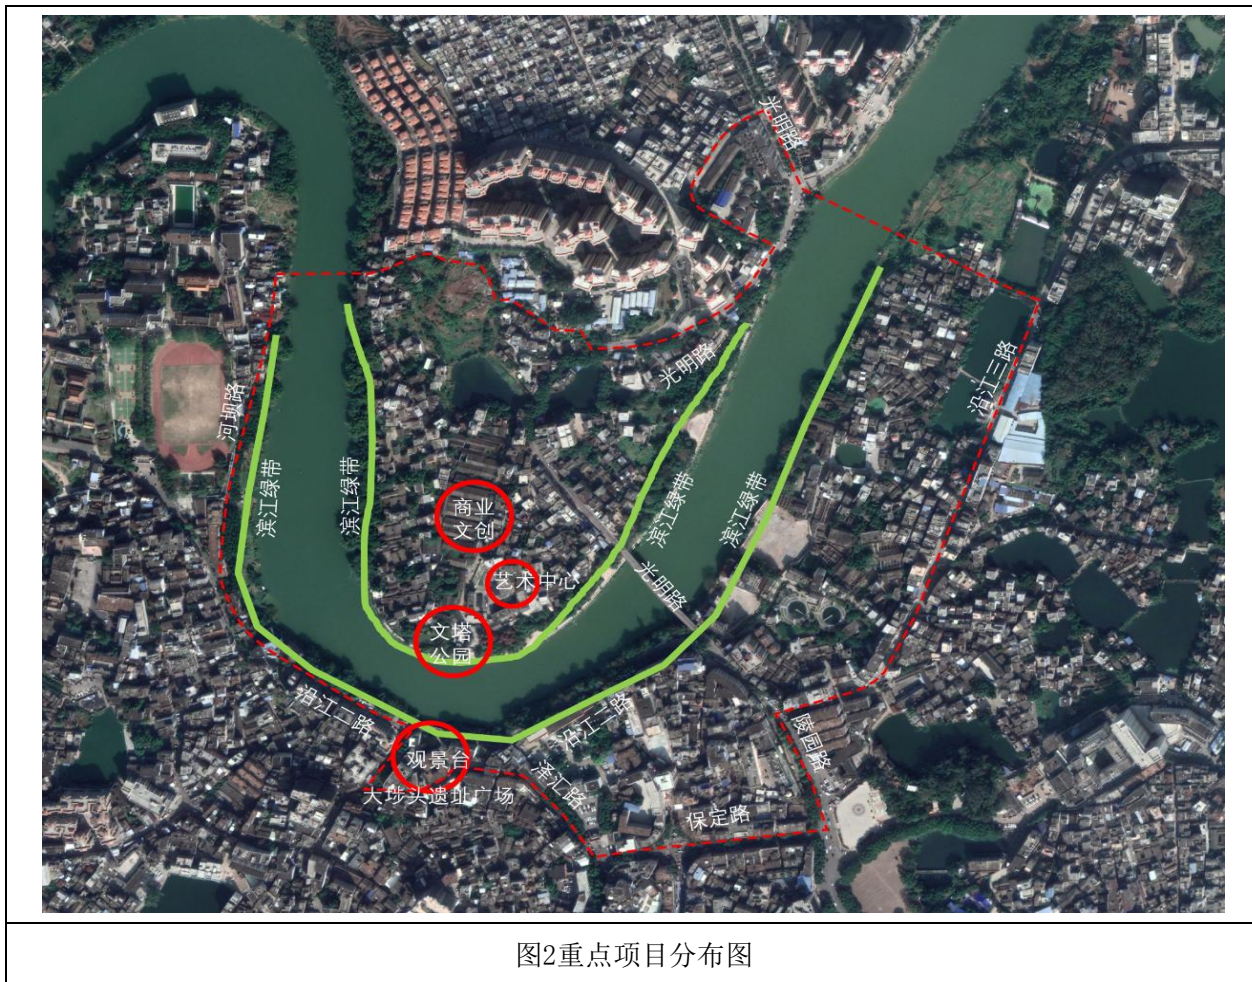 光明路
沿江三路
光明路
河坝路
滨江绿带
滨江绿带
滨江绿带
滨江绿带
商业
文创
艺术中心
光明路
文塔
公园
沿江二路
沿江二路
陵园路
观景台
泽汇路
大埗头遗址广场
保定路
图2重点项目分布图